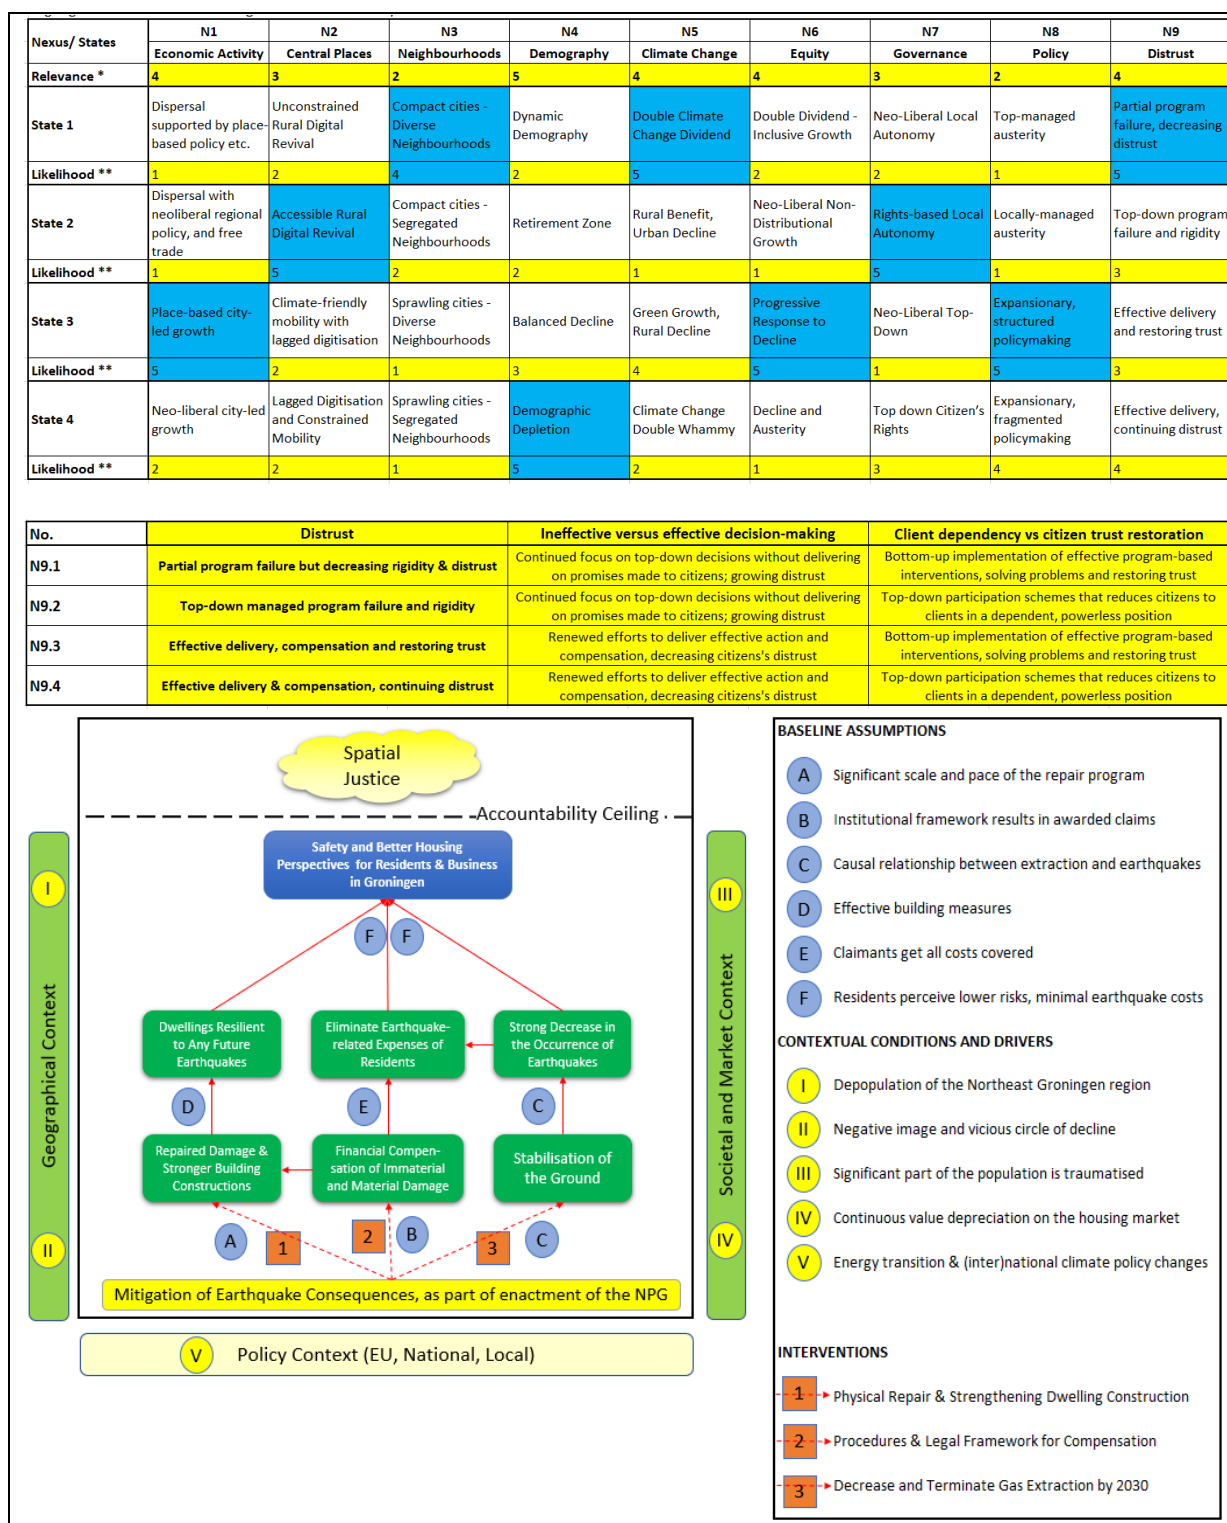 Nexus/ States N1 N2 N3 N4 N5 N6 N7 N8 N9
Economic Activity Central Places Neighbourhoods Demography Climate Change Equity Governance Policy Distrust
Relevance * 4 3 2 5 4 4 3 2 4
State 1
Dispersal
supported by place-
based policy etc.
Unconstrained
Rural Digital
Revival
Compact cities -
Diverse
Neighbourhoods
Dynamic
Demography
Double Climate
Change Dividend
Double Dividend -
Inclusive Growth
Neo-Liberal Local
Autonomy
Top-managed
austerity
Partial program
failure, decreasing
distrust
Likelihood ** 1 2 4 2 5 2 2 1 5
State 2
Dispersal with
neoliberal regional
policy, and free
trade
Accessible Rural
Digital Revival
Compact cities -
Segregated
Neighbourhoods
Retirement Zone
Rural Benefit,
Urban Decline
Neo-Liberal Non-
Distributional
Growth
Rights-based Local
Autonomy
Locally-managed
austerity
Top-down program
failure and rigidity
Likelihood ** 1 5 2 2 1 1 5 1 3
State 3
Place-based city-
led growth
Climate-friendly
mobility with
lagged digitisation
Sprawling cities -
Diverse
Neighbourhoods
Balanced Decline
Green Growth,
Rural Decline
Progressive
Response to
Decline
Neo-Liberal Top-
Down
Expansionary,
structured
policymaking
Effective delivery
and restoring trust
Likelihood ** 5 2 1 3 4 5 1 5 3
State 4
Neo-liberal city-led
growth
Lagged Digitisation
and Constrained
Mobility
Sprawling cities -
Segregated
Neighbourhoods
Demographic
Depletion
Climate Change
Double Whammy
Decline and
Austerity
Top down Citizen's
Rights
Expansionary,
fragmented
policymaking
Effective delivery,
continuing distrust
Likelihood ** 2 2 1 5 2 1 3 4 4
No. Distrust Ineffective versus effective decision-making Client dependency vs citizen trust restoration
N9.1
Partial program failure but decreasing rigidity & distrust
Continued focus on top-down decisions without delivering
on promises made to citizens; growing distrust
Bottom-up implementation of effective program-based
interventions, solving problems and restoring trust
N9.2
Top-down managed program failure and rigidity
Continued focus on top-down decisions without delivering
on promises made to citizens; growing distrust
Top-down participation schemes that reduces citizens to
clients in a dependent, powerless position
N9.3
Effective delivery, compensation and restoring trust
Renewed efforts to deliver effective action and
compensation, decreasing citizens's distrust
Bottom-up implementation of effective program-based
interventions, solving problems and restoring trust
N9.4
Effective delivery & compensation, continuing distrust
Renewed efforts to deliver effective action and
compensation, decreasing citizens's distrust
Top-down participation schemes that reduces citizens to
clients in a dependent, powerless position
Spatial
Justice
Accountability Ceiling
Safety and Better Housing
Perspectives for Residents & Business
in Groningen
F F
Dwellings Resilient
to Any Future
Earthquakes
Eliminate Earthquake-
related Expenses of
Residents
Strong Decrease in
the Occurrence of
Earthquakes
D E C
Repaired Damage &
Stronger Building
Constructions
Financial Compen-
sation of Immaterial
and Material Damage
Stabilisation of
the Ground
A 1 2 B 3 C
Mitigation of Earthquake Consequences, as part of enactment of the NPG
I
Geographical Context
II
III
Societal and Market Context
IV
V Policy Context (EU, National, Local)
BASELINE ASSUMPTIONS
A Significant scale and pace of the repair program
B Institutional framework results in awarded claims
C Causal relationship between extraction and earthquakes
D Effective building measures
E Claimants get all costs covered
F Residents perceive lower risks, minimal earthquake costs
CONTEXTUAL CONDITIONS AND DRIVERS
I Depopulation of the Northeast Groningen region
II Negative image and vicious circle of decline
III Significant part of the population is traumatised
IV Continuous value depreciation on the housing market
V Energy transition & (inter)national climate policy changes
INTERVENTIONS
1 Physical Repair & Strengthening Dwelling Construction
2 Procedures & Legal Framework for Compensation
3 Decrease and Terminate Gas Extraction by 2030